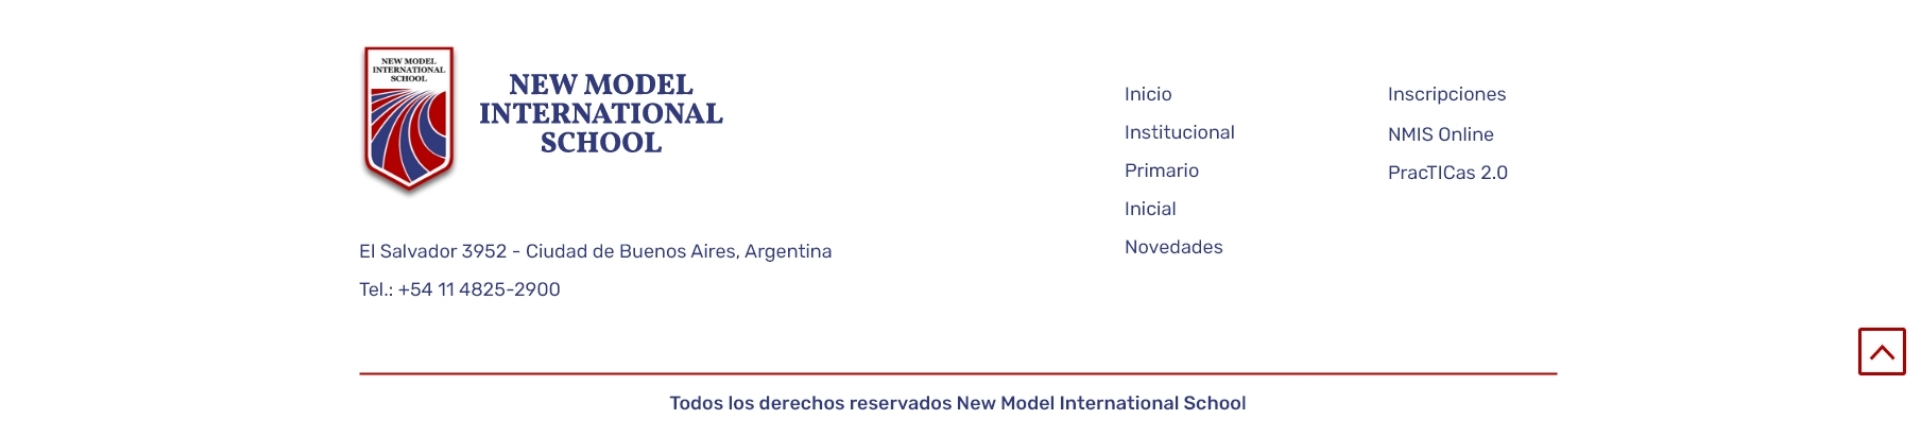 NEW MODEL
INTERNATIONAL
SCHOOL
NEW MODEL
INTERNATIONAL
SCHOOL
El Salvador 3952 - Ciudad de Buenos Aires, Argentina
Tel.: +54 11 4825-2900
Inicio
Institucional
Primario
Inicial
Novedades
Inscripciones
NMIS Online
PracTICas 2.0
Todos los derechos reservados New Model International School